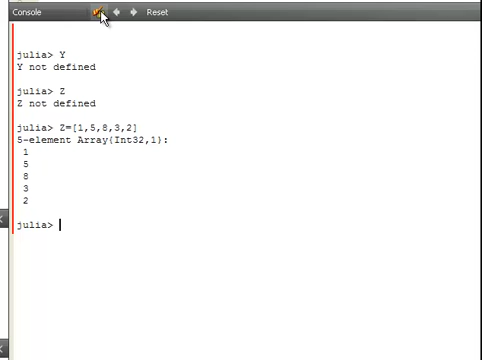 Console Reset
julia> Y
Y not defined
julia> Z
Z not defined
julia> Z=[1,5,8,3,2]
5-element Array{Int32,1}:
1
5
8
3
2
julia>